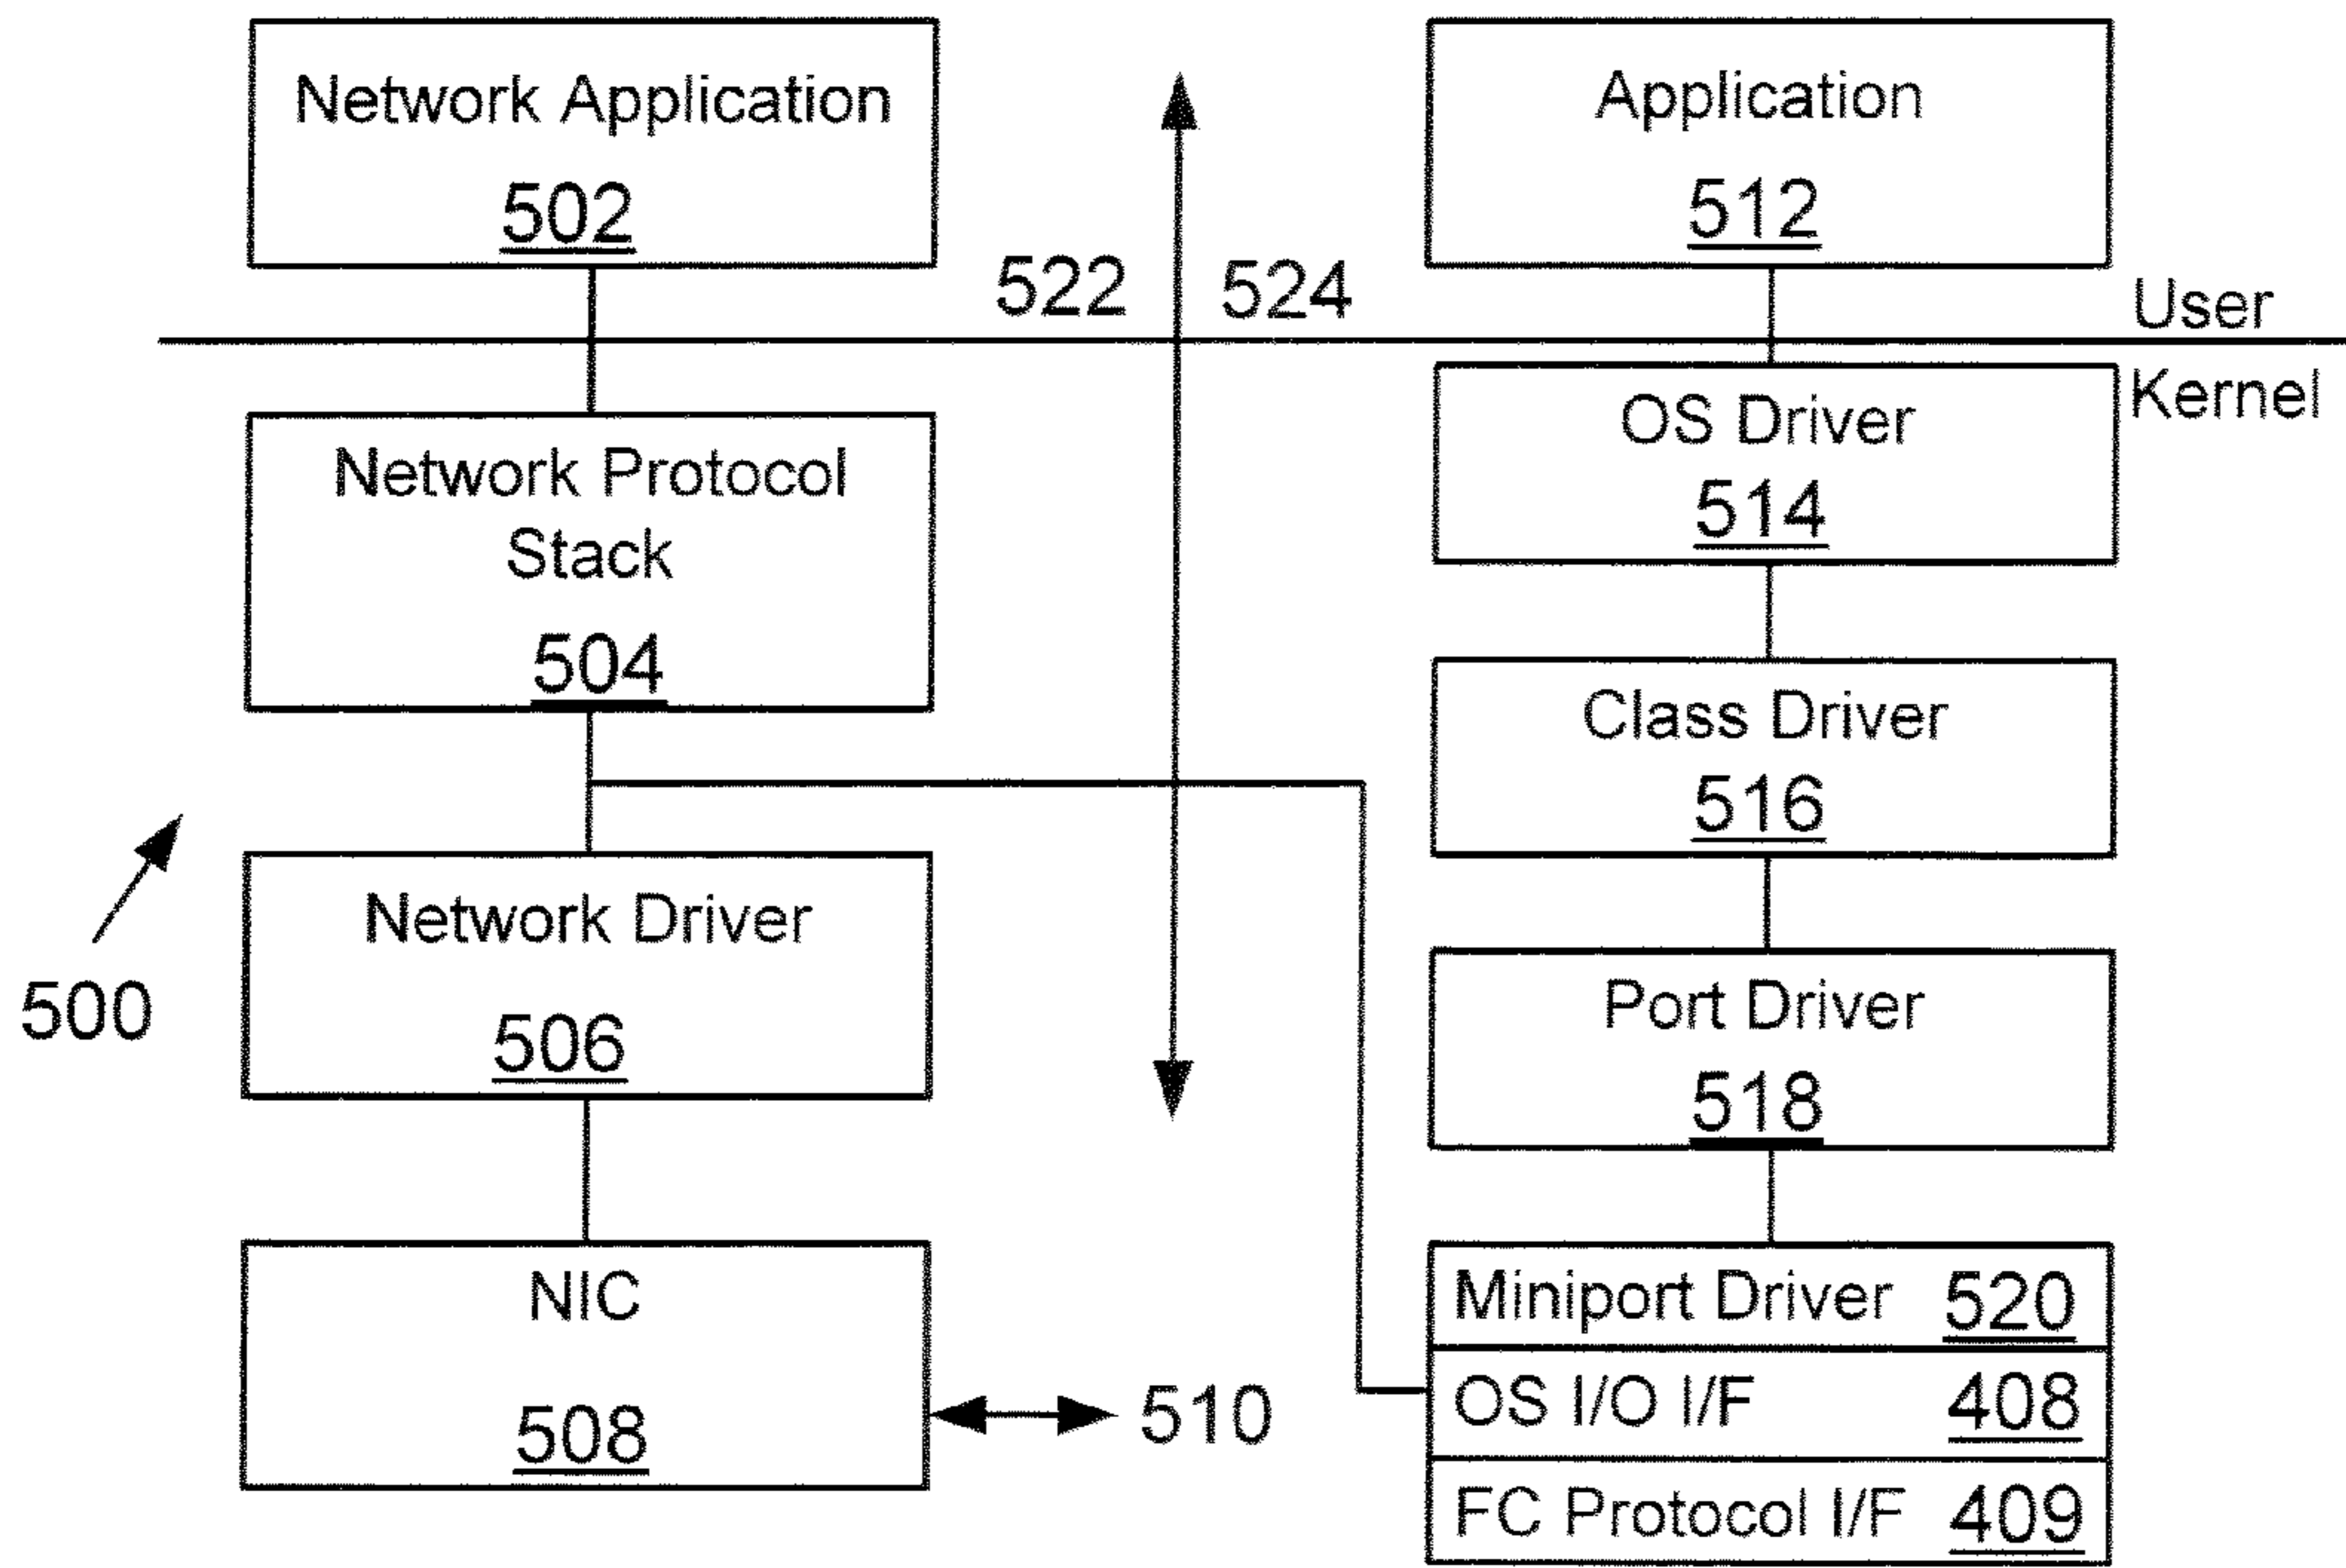 Network Application
502
Application
512
522
524
User
Kernel
Network Protocol
Stack
504
OS Driver
514
Class Driver
516
500
Network Driver
506
Port Driver
518
NIC
508
510
Miniport Driver 520
OS I/O I/F 408
FC Protocol I/F 409